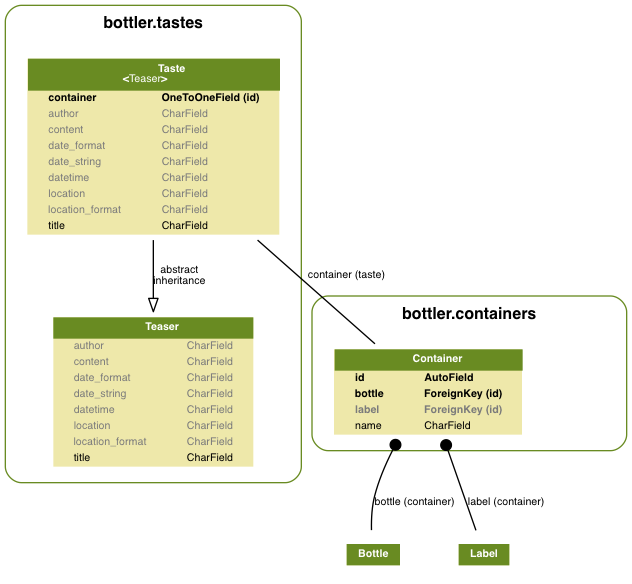 bottler.tastes
Taste
<Teaser>
container OneToOneField (id)
author CharField
content CharField
date_format CharField
date_string CharField
datetime CharField
location CharField
location_format CharField
title CharField
abstract
inheritance
container (taste)
Teaser
author CharField
content CharField
date_format CharField
date_string CharField
datetime CharField
location CharField
location_format CharField
title CharField
bottler.containers
Container
id AutoField
bottle ForeignKey (id)
label ForeignKey (id)
name CharField
bottle (container)
label (container)
Bottle
Label